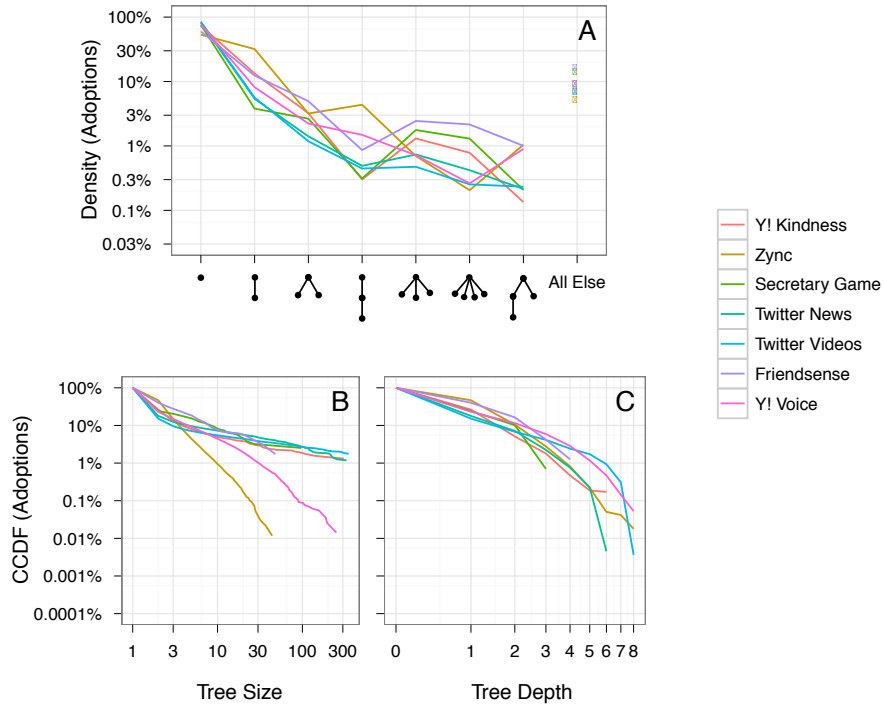 A
100%
30%
10%
3%
1%
0.3%
0.1%
0.03%
Density (Adoptions)
All Else
Y! Kindness
Zync
Secretary Game
Twitter News
Twitter Videos
Friendsense
Y! Voice
B
100%
10%
1%
0.1%
0.01%
0.001%
0.0001%
CCDF (Adoptions)
1 3 10 30 100 300
Tree Size
C
0 1 2 3 4 5 6 7 8
Tree Depth